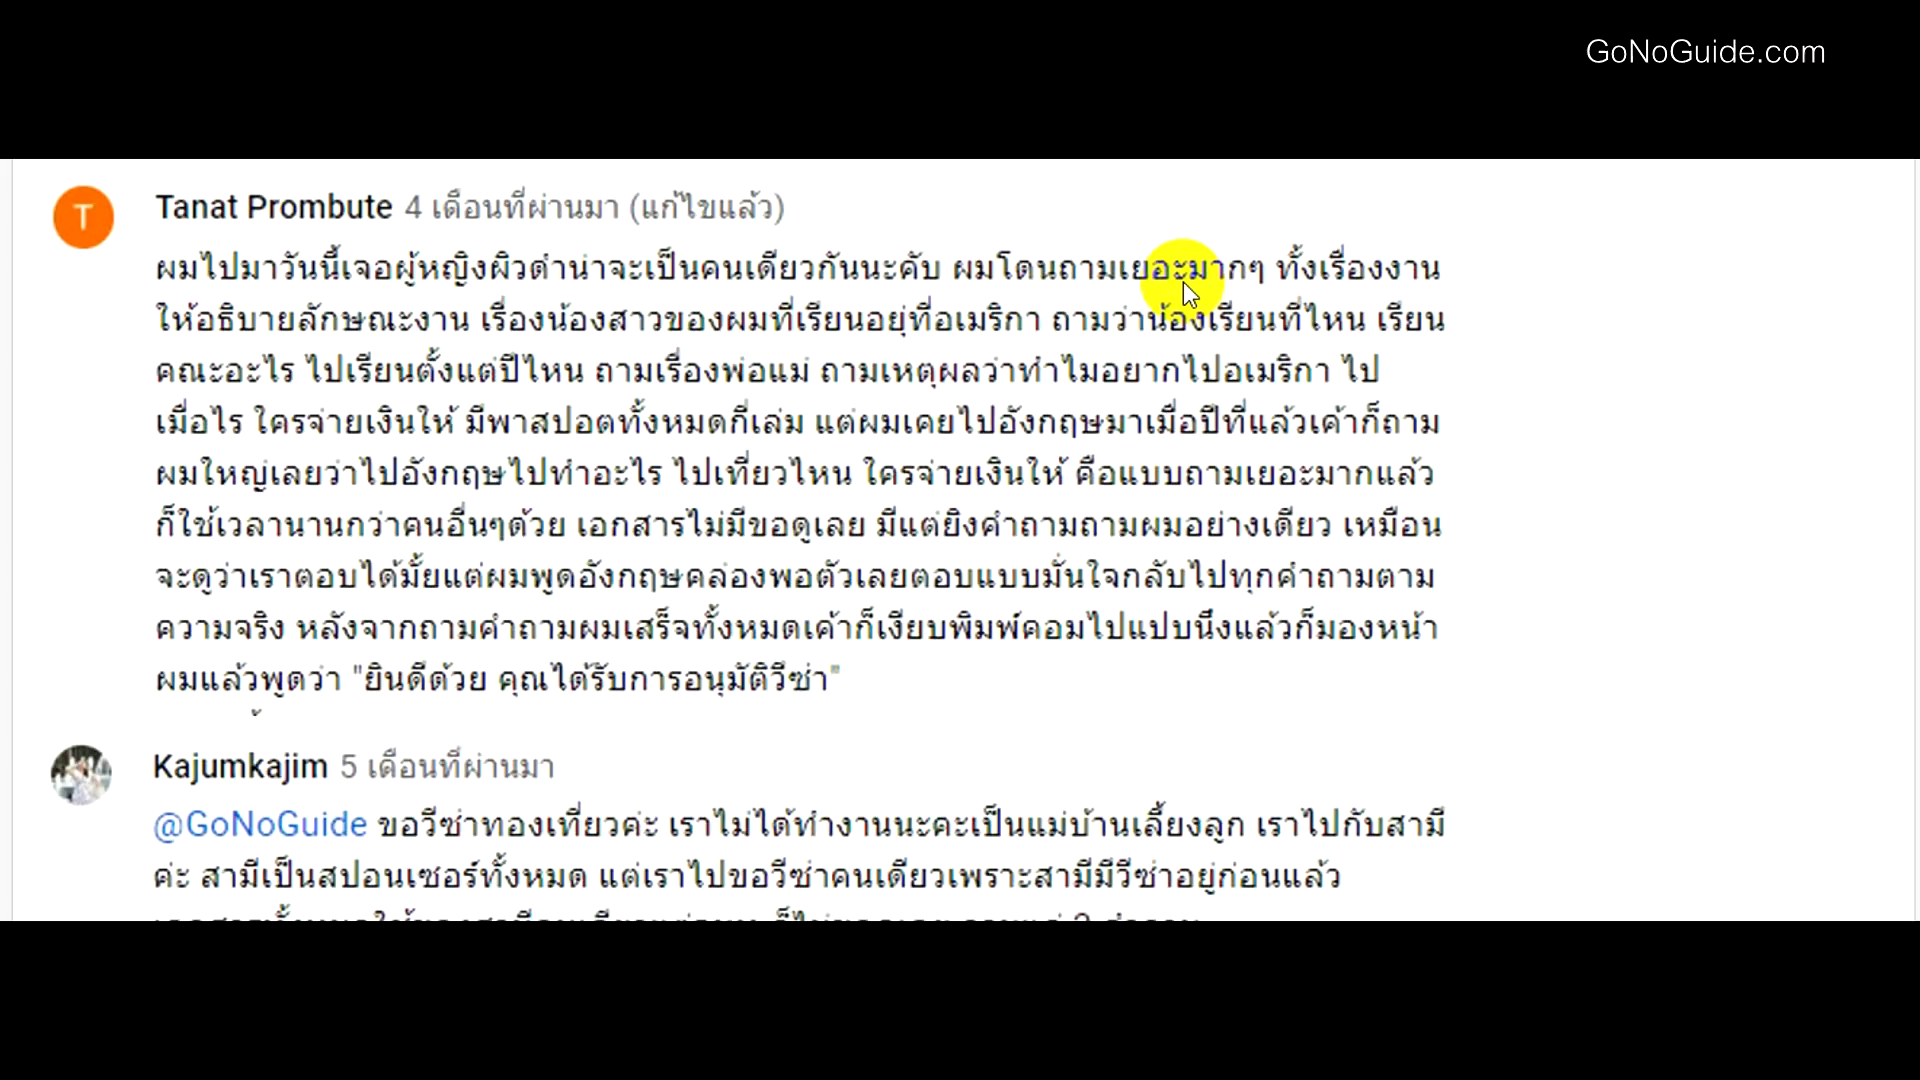 GoNoGuide.com
T
Tanat Prombute 4 เดือนที่ผ่านมา (แก้ไขแล้ว)
ผมไปมาวันนี้เจอผู้หญิงผิวดำน่าจะเป็นคนเดียวกันนะคับ ผมโดนถามเยอะมากๆ ทั้งเรื่องงาน
ให้อธิบายลักษณะงาน เรื่องน้องสาวของผมที่เรียนอยุ่ที่อเมริกา ถามว่าน้องเรียนที่ไหน เรียน
คณะอะไร ไปเรียนตั้งแต่ปีไหน ถามเรื่องพ่อแม่ ถามเหตุผลว่าทำไมอยากไปอเมริกา ไป
เมื่อไร ใครจ่ายเงินให้ มีพาสปอตทั้งหมดกี่เล่ม แต่ผมเคยไปอังกฤษมาเมื่อปีที่แล้วเค้าก็ถาม
ผมใหญ่เลยว่าไปอังกฤษไปทำอะไร ไปเที่ยวไหน ใครจ่ายเงินให้ คือแบบถามเยอะมากแล้ว
ก็ใช้เวลานานกว่าคนอื่นๆด้วย เอกสารไม่มีขอดูเลย มีแต่ยิงคำถามถามผมอย่างเดียว เหมือน
จะดูว่าเราตอบได้มั้ยแต่ผมพูดอังกฤษคล่องพอตัวเลยตอบแบบมั่นใจกลับไปทุกคำถามตาม
ความจริง หลังจากถามคำถามผมเสร็จทั้งหมดเค้าก็เงียบพิมพ์คอมไปแปบนึงแล้วก็มองหน้า
ผมแล้วพูดว่า "ยินดีด้วย คุณได้รับการอนุมัติวีซ่า"
Kajumkajim 5 เดือนที่ผ่านมา
@GoNoGuide ขอวีซ่าทองเที่ยวค่ะ เราไม่ได้ทำงานนะคะเป็นแม่บ้านเลี้ยงลูก เราไปกับสามี
ค่ะ สามีเป็นสปอนเซอร์ทั้งหมด แต่เราไปขอวีซ่าคนเดียวเพราะสามีมีวีซ่าอยู่ก่อนแล้ว